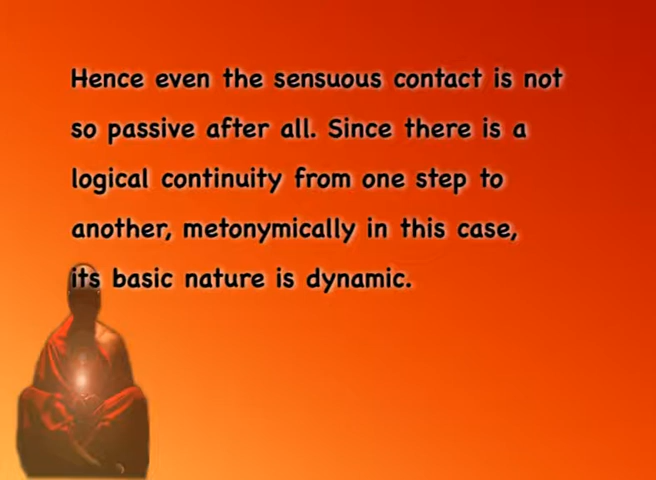 Hence even the sensuous contact is not
so passive after all. Since there is a
logical continuity from one step to
another, metonymically in this case,
its basic nature is dynamic.